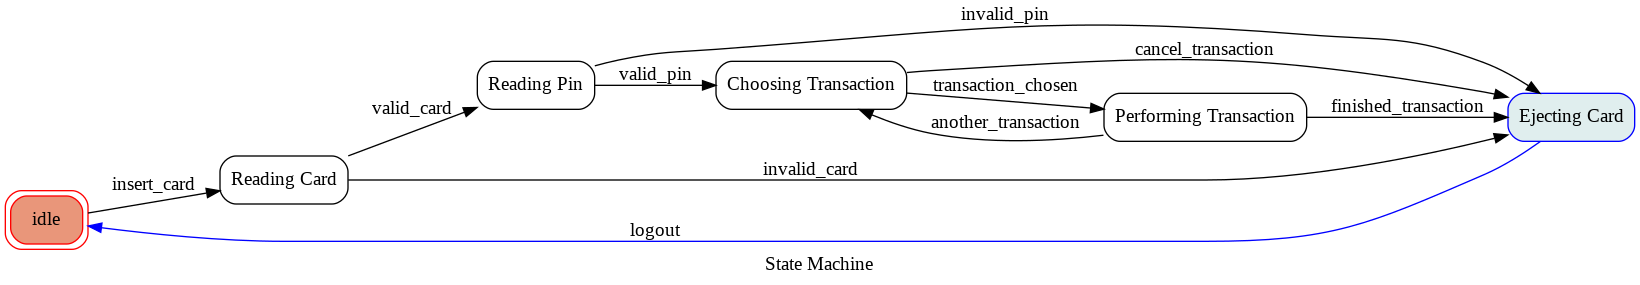 invalid_pin
cancel_transaction
Reading Pin
valid_pin
Choosing Transaction
transaction_chosen
valid_card
another_transaction
Performing Transaction
finished_transaction
Ejecting Card
insert_card
Reading Card
invalid_card
idle
logout
State Machine